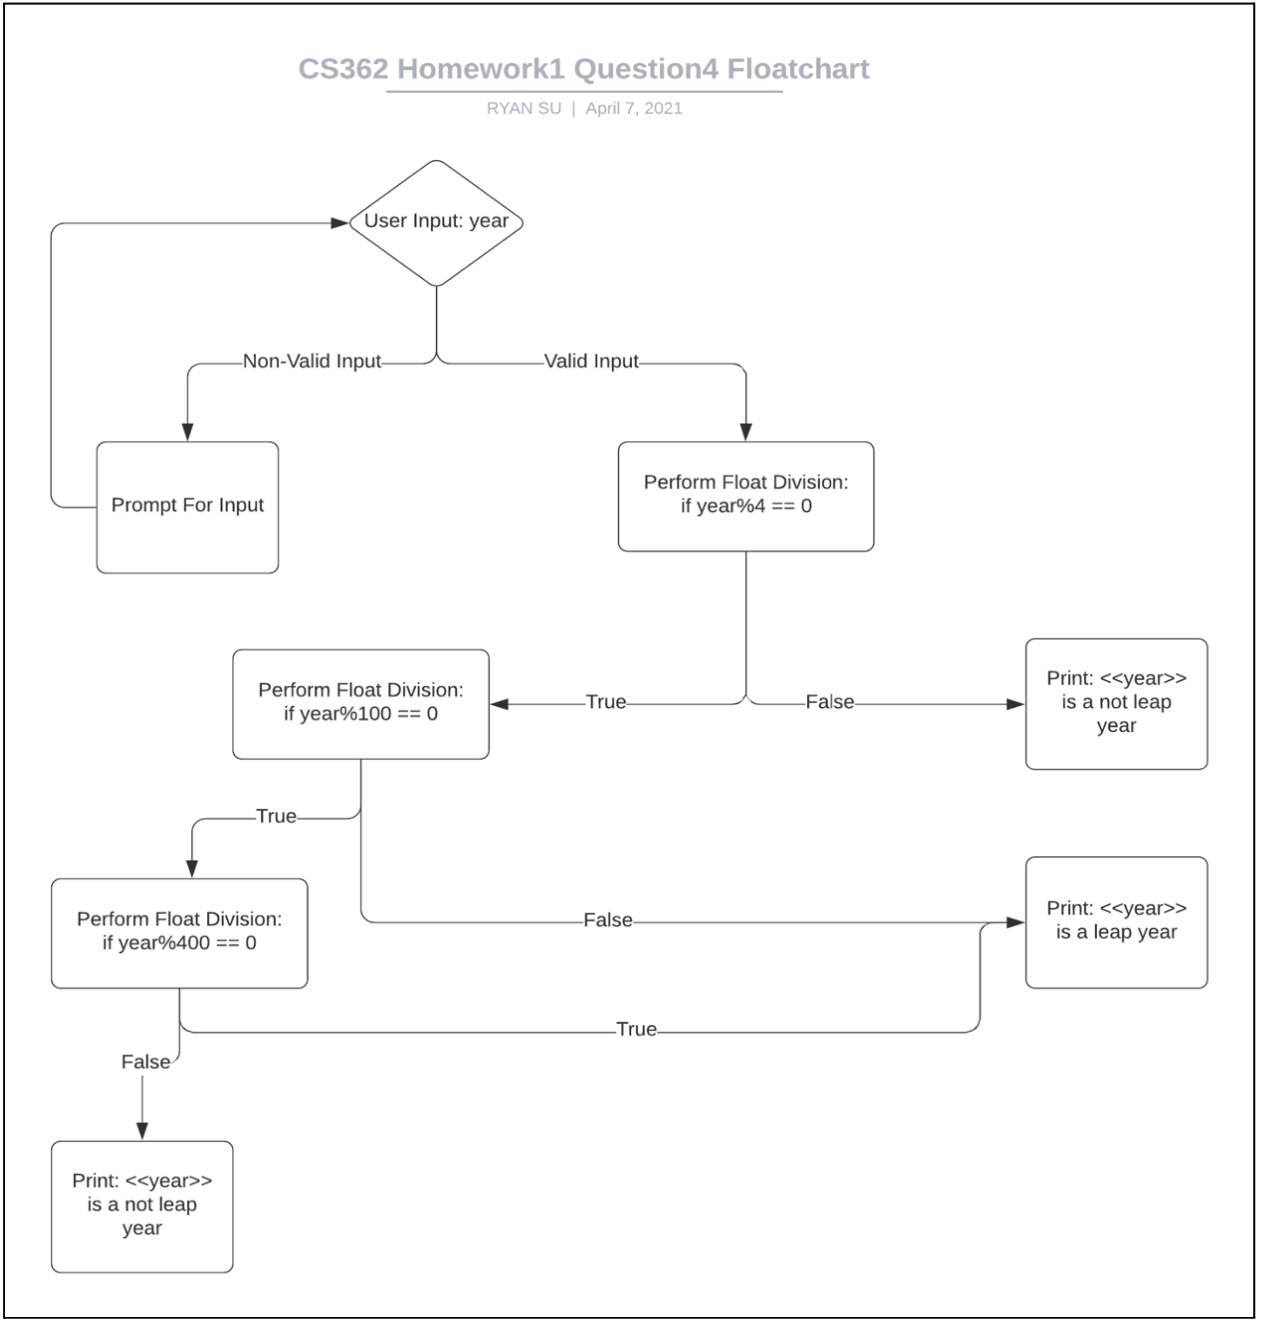 CS362 Homework1 Question4 Floatchart
RYAN SU | April 7, 2021
User Input: year
Non-Valid Input
Valid Input
Prompt For Input
Perform Float Division:
if year%4 == 0
True
False
Perform Float Division:
if year%100 == 0
Print: <<year>>
is a not leap
year
True
False
Perform Float Division:
if year%400 == 0
Print: <<year>>
is a leap year
True
False
Print: <<year>>
is a not leap
year